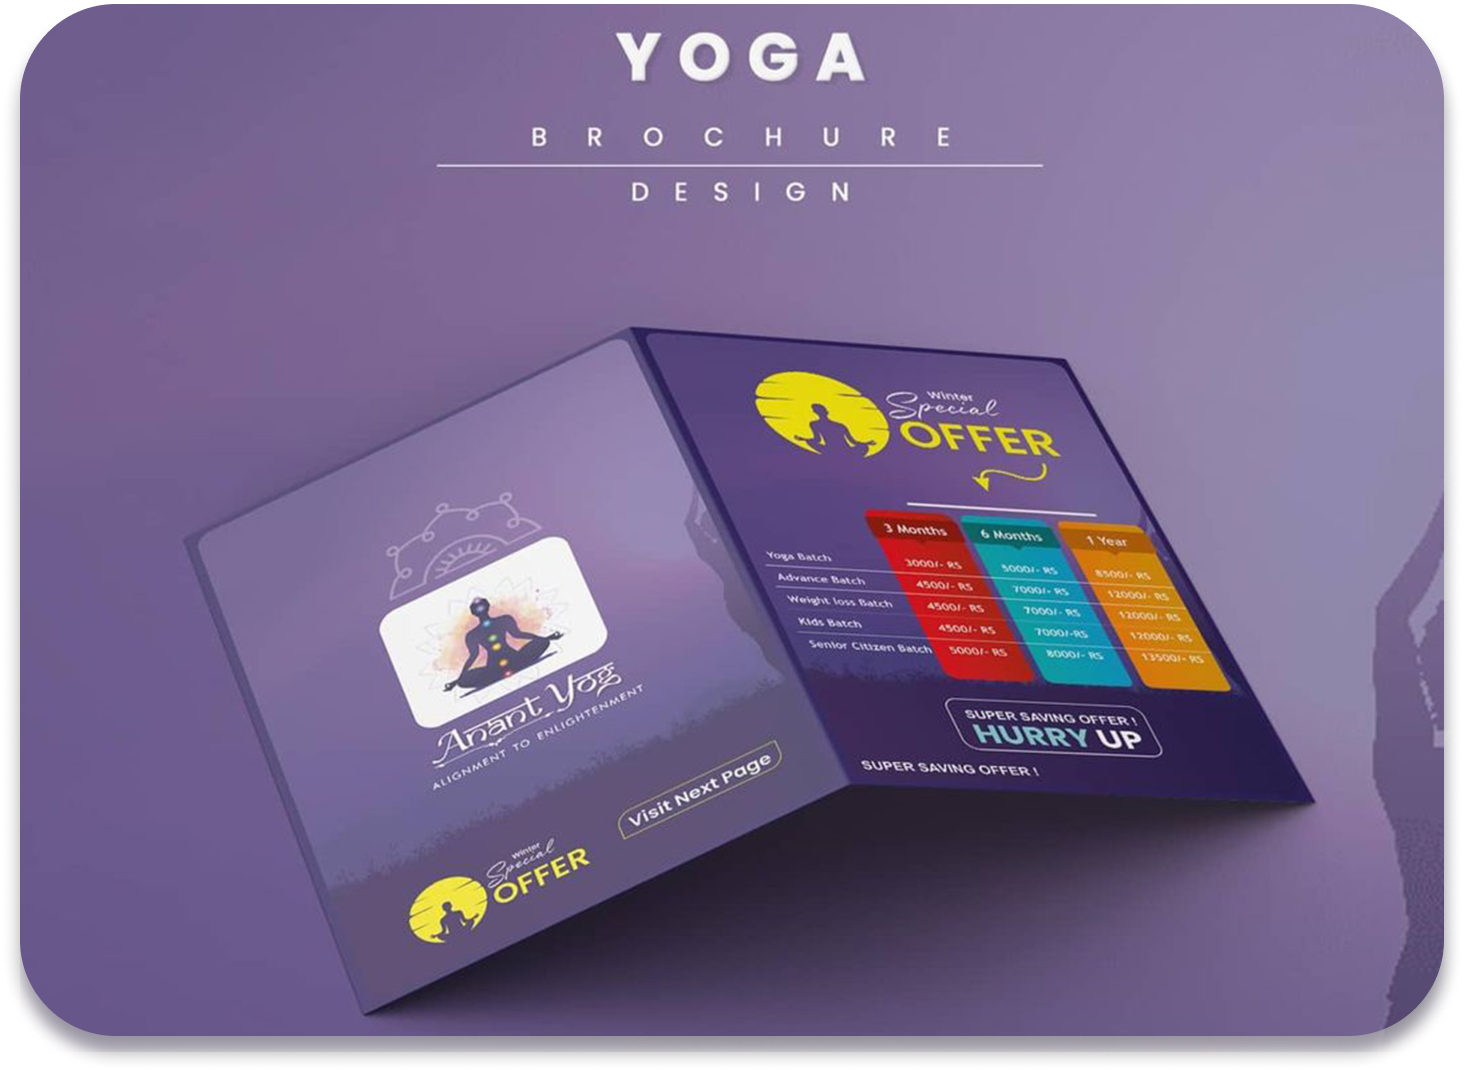 YOGA
BROCHURE
DESIGN
Winter
Special
OFFER
3 Months 6 Months 1 Year
Yoga Batch 3000/- RS 5000/- RS 8500/- RS
Advance Batch 4500/- RS 7000/- RS 12000/- RS
Weight loss Batch 4500/- RS 7000/- RS 12000/- RS
Kids Batch 4500/- RS 7000/-RS 12000/- RS
Senior Citizen Batch 5000/- RS 8000/- RS 13500/- RS
SUPER SAVING OFFER !
HURRY UP
SUPER SAVING OFFER !
Anant Yog
ALIGNMENT TO ENLIGHTENMENT
Visit Next Page
Winter
Special
OFFER